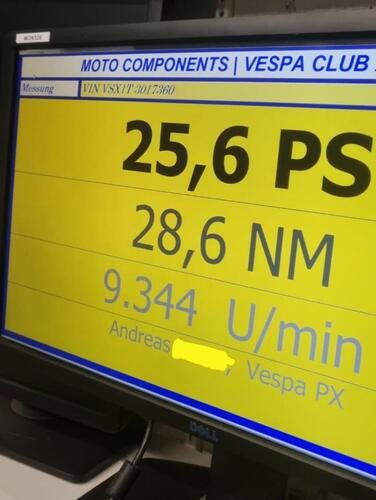 MOTO COMPONENTS | VESPA CLUB
Messung VIN VSX1T 3017360
25,6 PS
28,6 NM
9.344 U/min
Andreas , Vespa PX
DELL